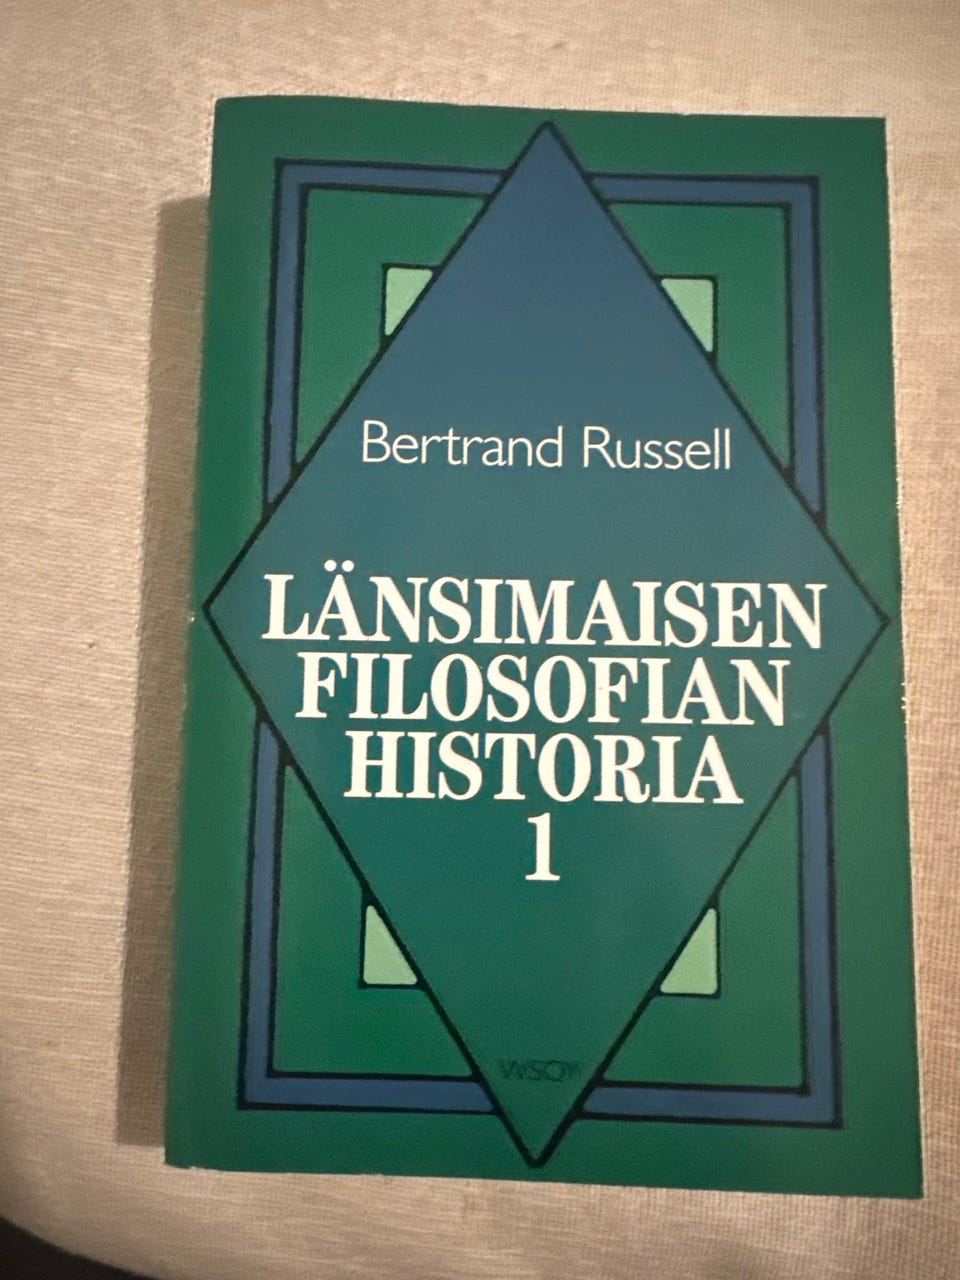 Bertrand Russell
LÄNSIMAISEN
FILOSOFIAN
HISTORIA
1
WSOY